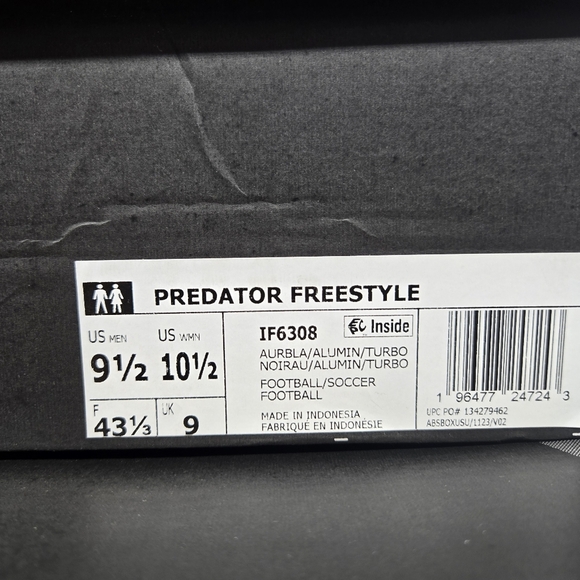 PREDATOR FREESTYLE
US MEN US WMN
9½ 10½
F UK
43⅓ 9
IF6308
Inside
AURBLA/ALUMIN/TURBO
NOIRAU/ALUMIN/TURBO
FOOTBALL/SOCCER
FOOTBALL
MADE IN INDONESIA
FABRIQUÉ EN INDONÉSIE
1 96477 24724 3
UPC PO# 134279462
ABSBOXUSU/1123/V02